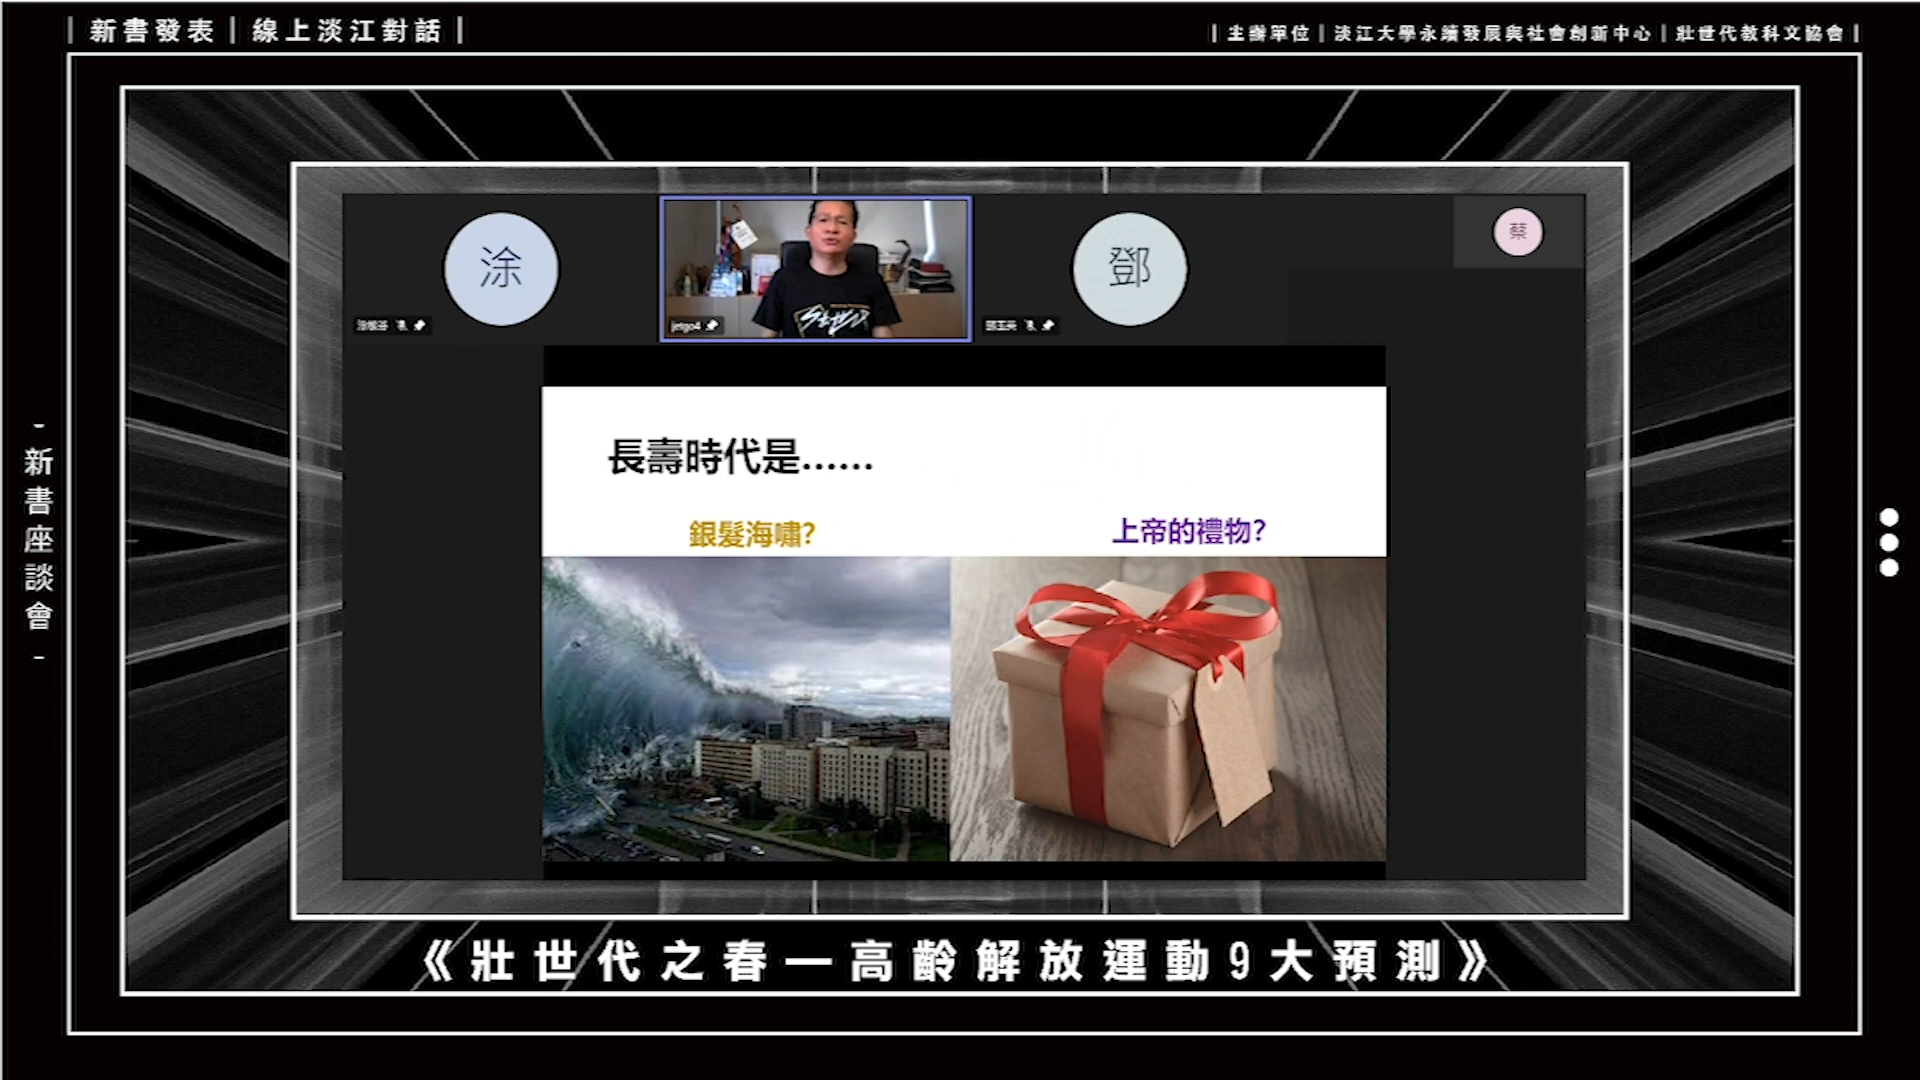 | 新書發表 | 線上淡江對話 |
| 主辦單位 | 淡江大學永續發展與社會創新中心 | 壯世代教科文協會 |
- 新書座談會 -
涂
鄧
蔡
jetgo4
長壽時代是......
銀髮海嘯?
上帝的禮物?
《壯世代之春—高齡解放運動9大預測》